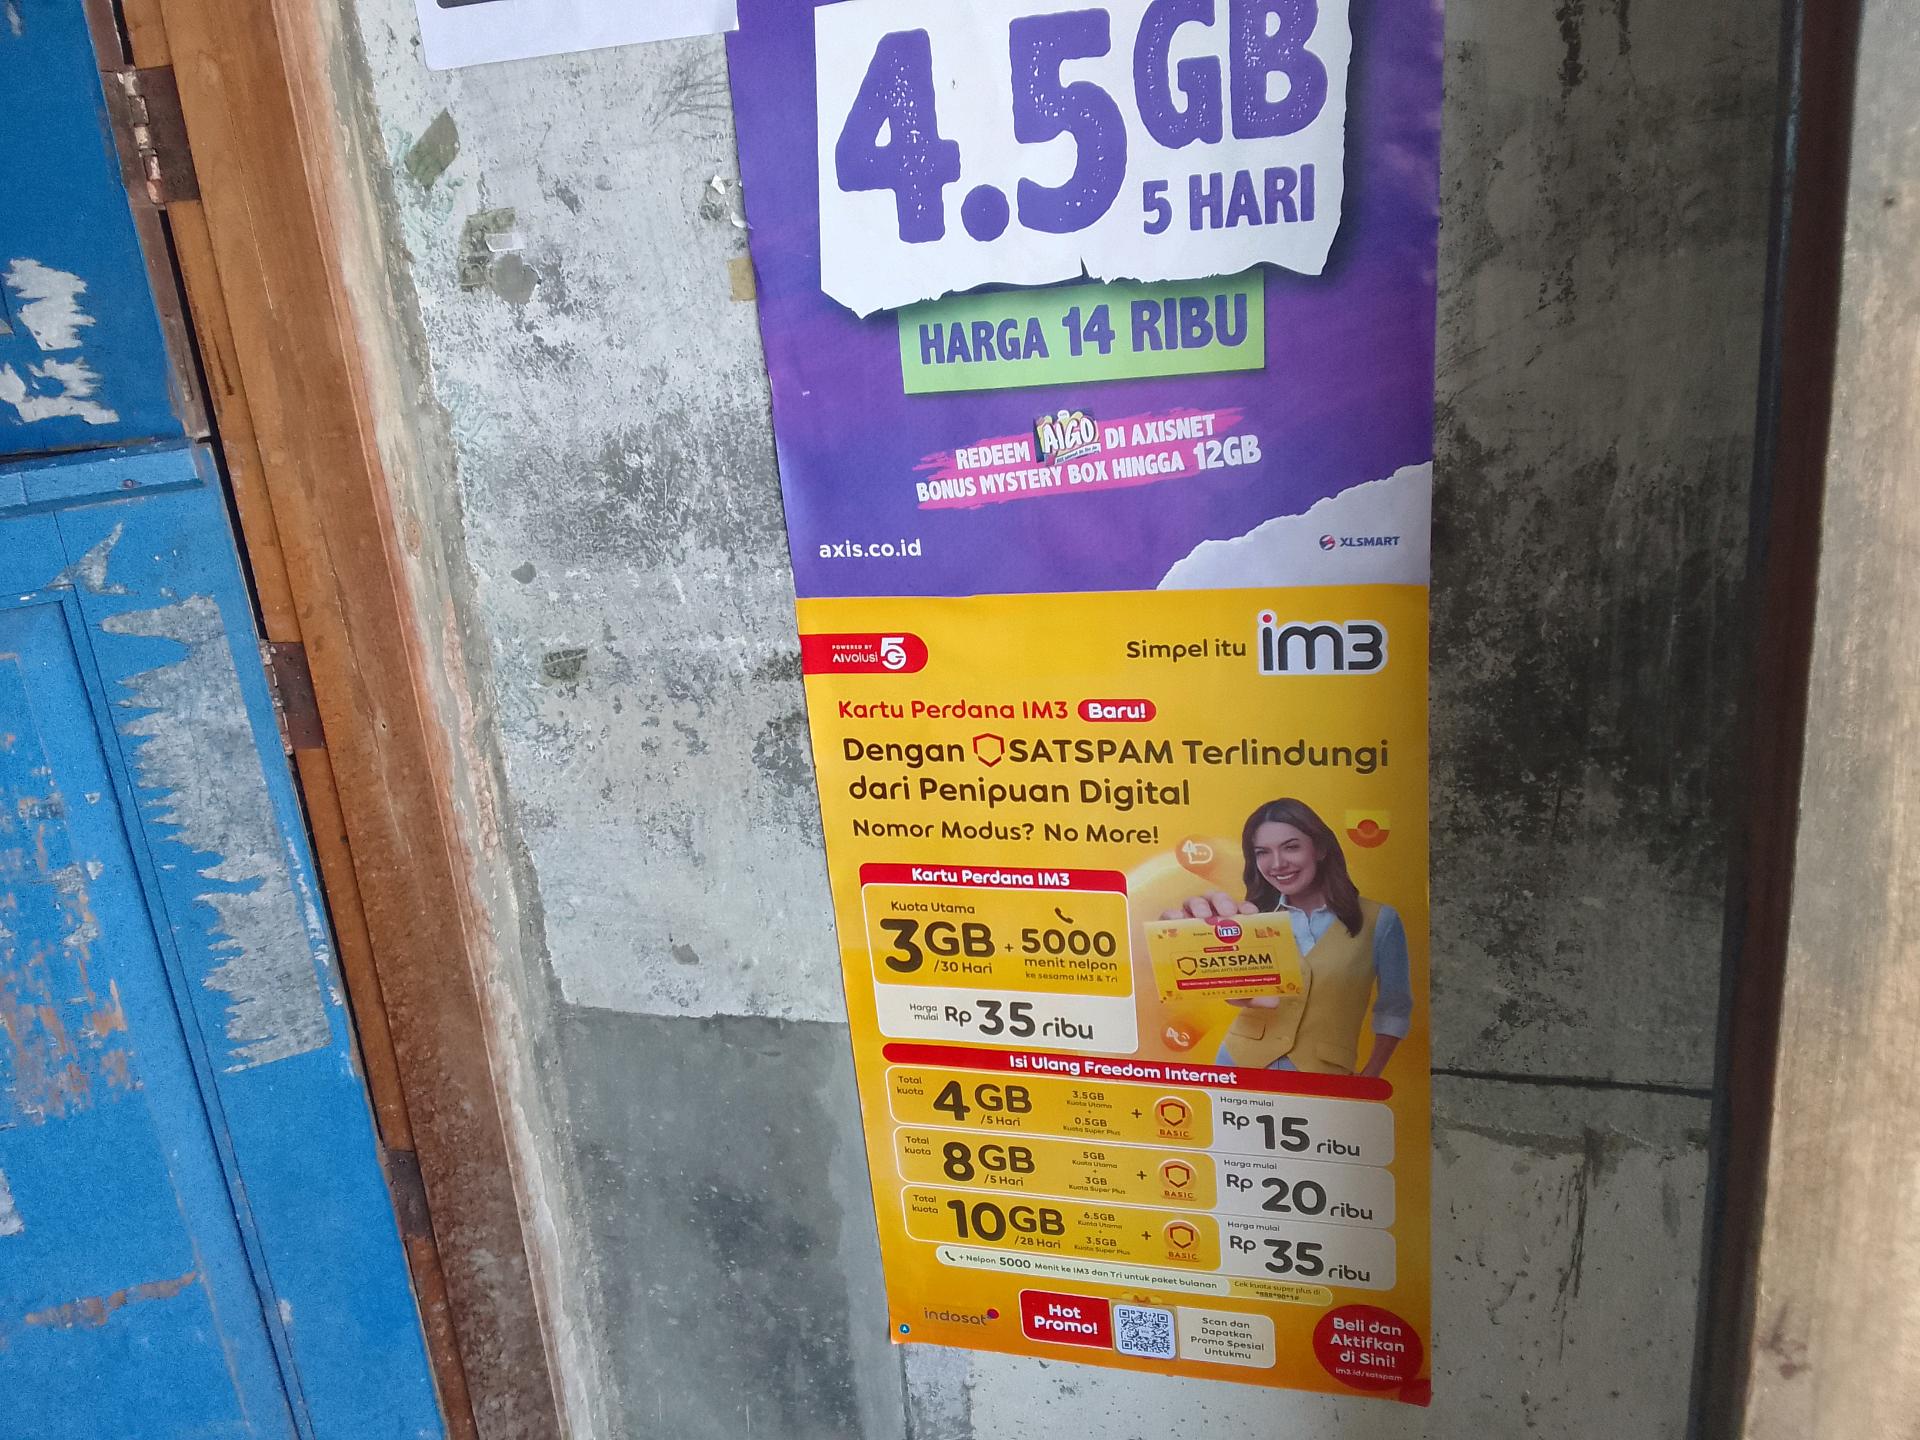 4.5GB
5 HARI
HARGA 14 RIBU
REDEEM AIGO DI AXISNET
BONUS MYSTERY BOX HINGGA 12GB
axis.co.id
XLSMART
POWERED BY
AIvolusi 5G
Simpel itu im3
Kartu Perdana IM3 Baru!
Dengan SATSPAM Terlindungi
dari Penipuan Digital
Nomor Modus? No More!
Kartu Perdana IM3
Kuota Utama
3GB /30 Hari + 5000 menit nelpon
ke sesama IM3 & Tri
Harga mulai Rp 35 ribu
im3
SATSPAM
Isi Ulang Freedom Internet
Total kuota 4GB /5 Hari 3.5GB Kuota Utama + 0.5GB Kuota Super Plus + BASIC Harga mulai Rp 15 ribu
Total kuota 8GB /5 Hari 5GB Kuota Utama + 3GB Kuota Super Plus + BASIC Harga mulai Rp 20 ribu
Total kuota 10GB /28 Hari 6.5GB Kuota Utama + 3.5GB Kuota Super Plus + BASIC Harga mulai Rp 35 ribu
+ Nelpon 5000 Menit ke IM3 dan Tri untuk paket bulanan
Cek kuota super plus di
indosat
Hot
Promo!
Scan dan
Dapatkan
Promo Spesial
Untukmu
Beli dan
Aktifkan
di Sini!
im3.id/satspam